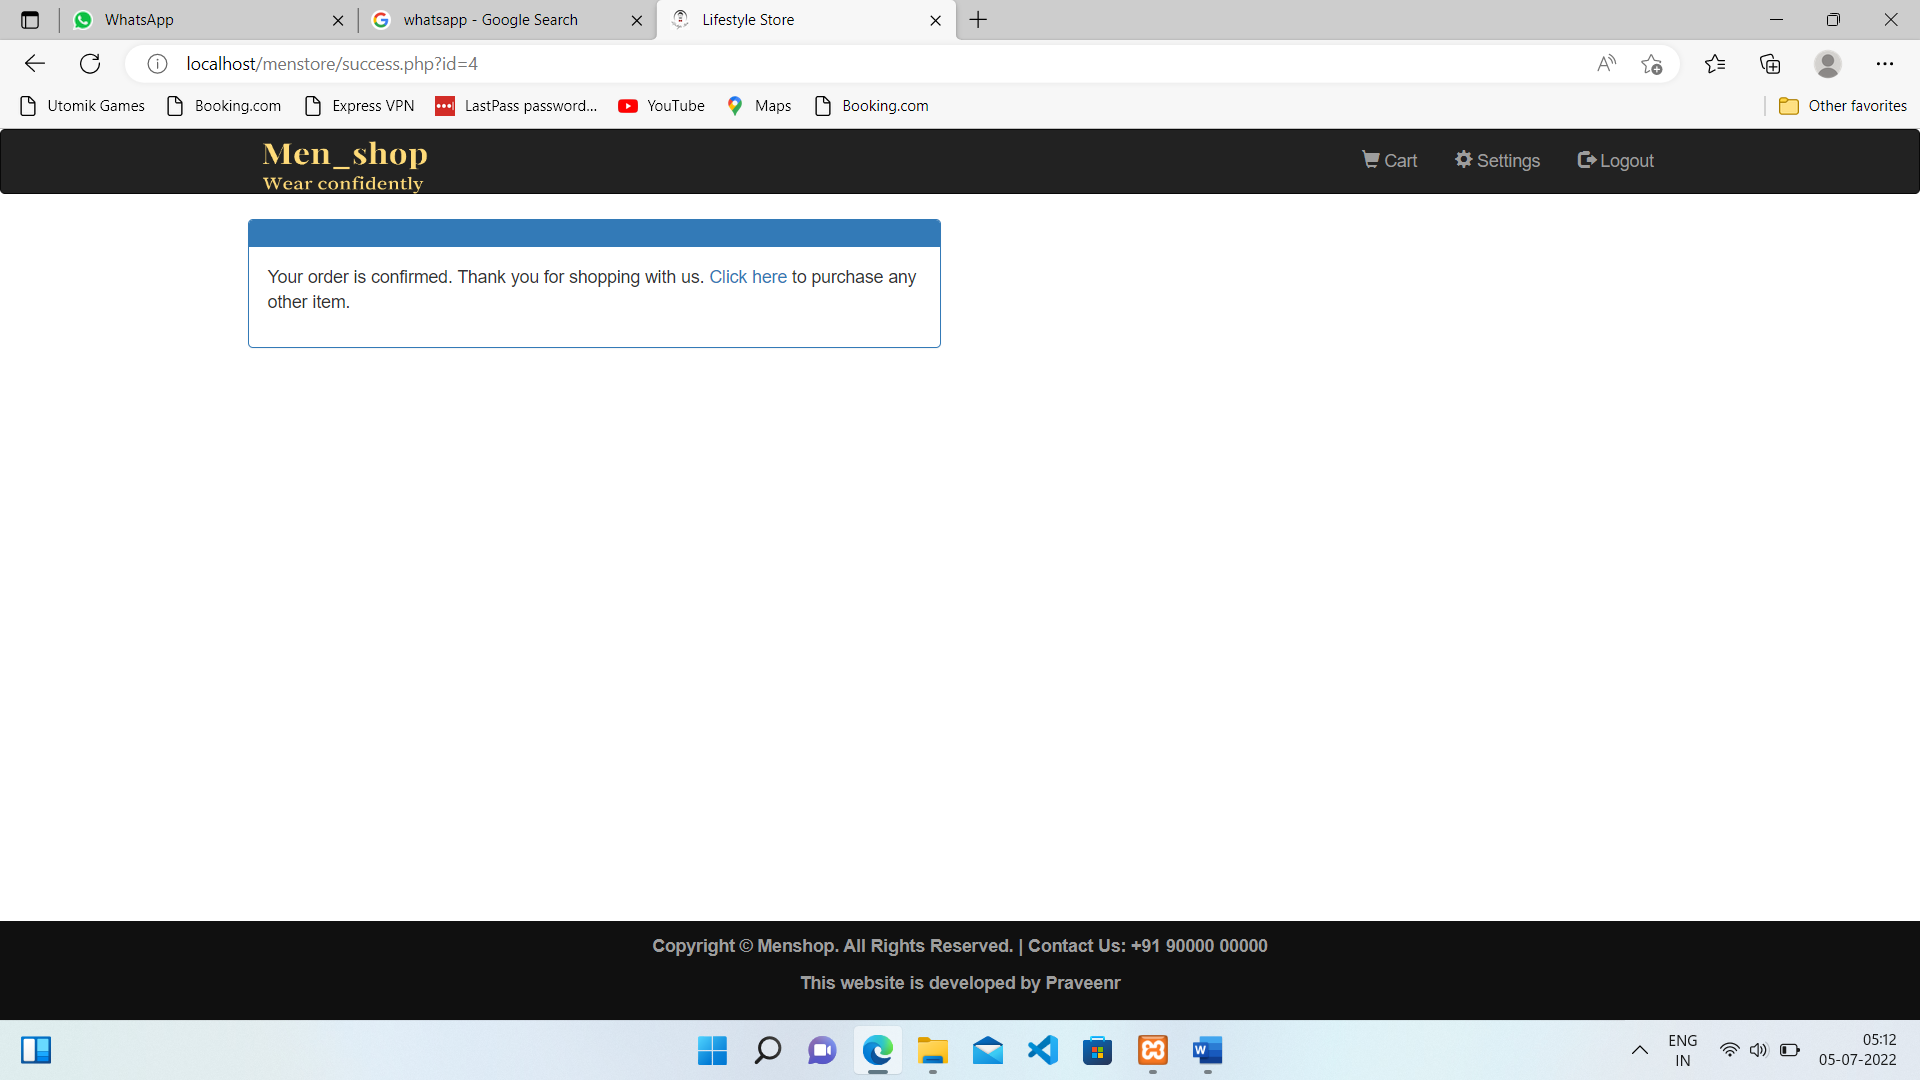 WhatsApp
whatsapp - Google Search
Lifestyle Store
localhost/menstore/success.php?id=4
Utomik Games
Booking.com
Express VPN
LastPass password...
YouTube
Maps
Booking.com
Other favorites
Men_shop
Wear confidently
Cart
Settings
Logout
Your order is confirmed. Thank you for shopping with us. Click here to purchase any
other item.
Copyright © Menshop. All Rights Reserved. | Contact Us: +91 90000 00000
This website is developed by Praveenr
ENG
IN
05:12
05-07-2022